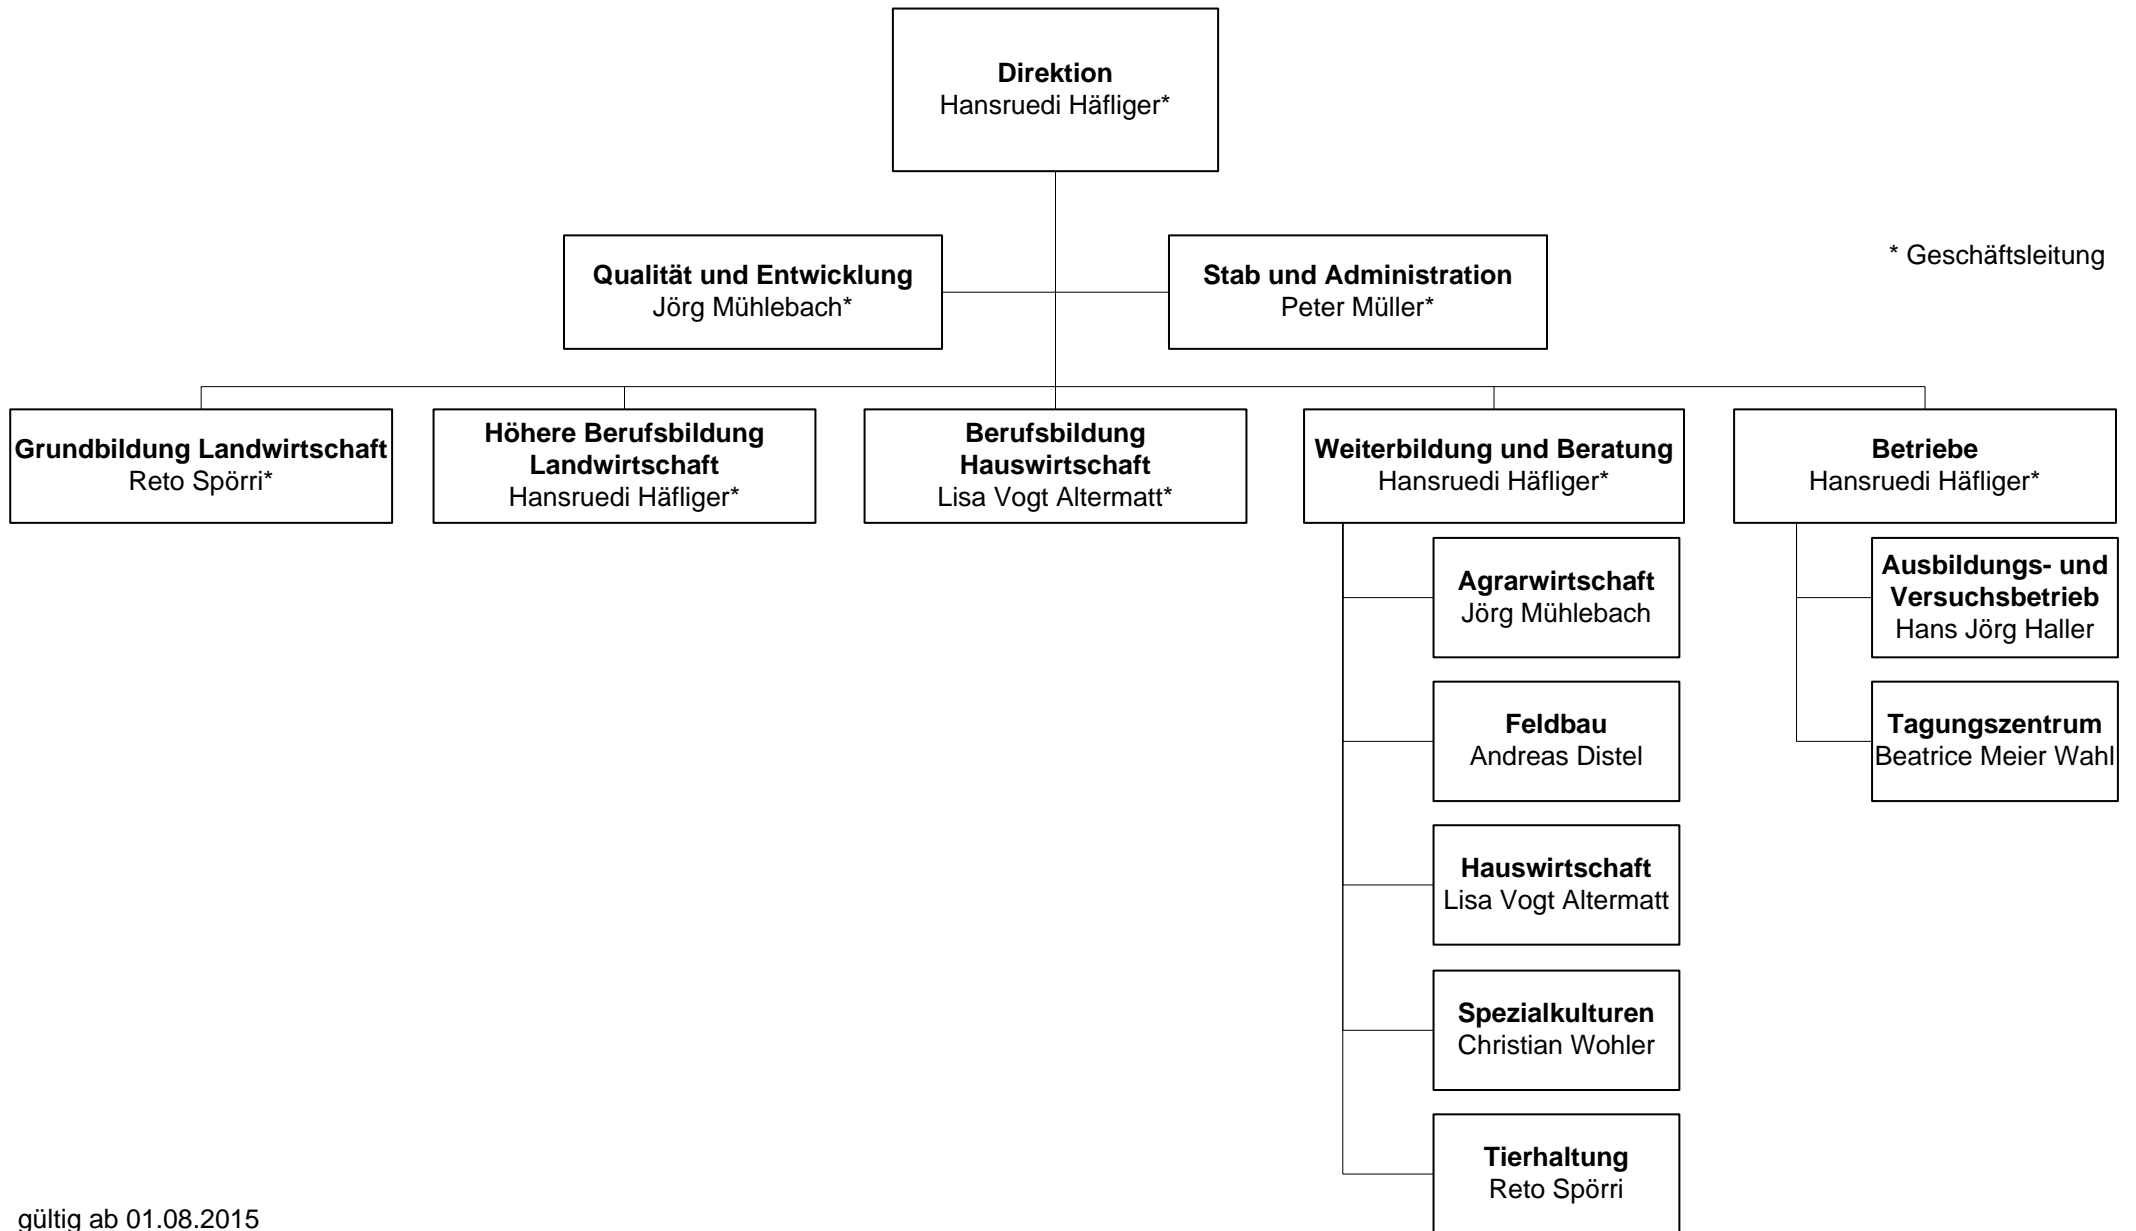 Direktion
Hansruedi Häfliger*
Qualität und Entwicklung
Jörg Mühlebach*
Stab und Administration
Peter Müller*
* Geschäftsleitung
Grundbildung Landwirtschaft
Reto Spörri*
Höhere Berufsbildung
Landwirtschaft
Hansruedi Häfliger*
Berufsbildung
Hauswirtschaft
Lisa Vogt Altermatt*
Weiterbildung und Beratung
Hansruedi Häfliger*
Betriebe
Hansruedi Häfliger*
Agrarwirtschaft
Jörg Mühlebach
Feldbau
Andreas Distel
Hauswirtschaft
Lisa Vogt Altermatt
Spezialkulturen
Christian Wohler
Tierhaltung
Reto Spörri
Ausbildungs- und
Versuchsbetrieb
Hans Jörg Haller
Tagungszentrum
Beatrice Meier Wahl
gültig ab 01.08.2015